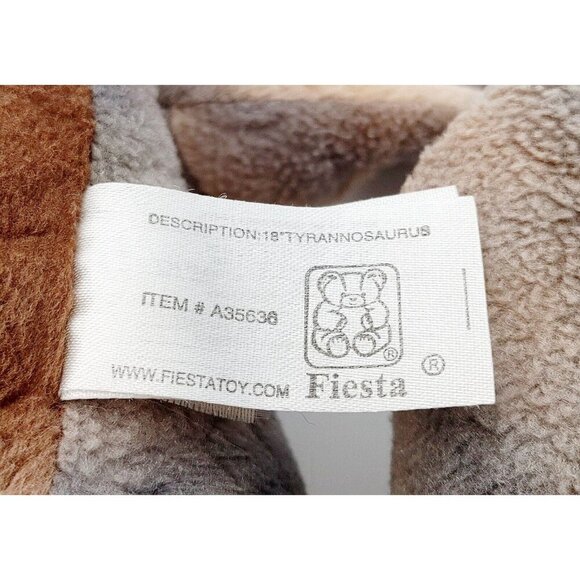 DESCRIPTION:18"TYRANNOSAURUS
ITEM # A35636
®
WWW.FIESTATOY.COM
Fiesta ®